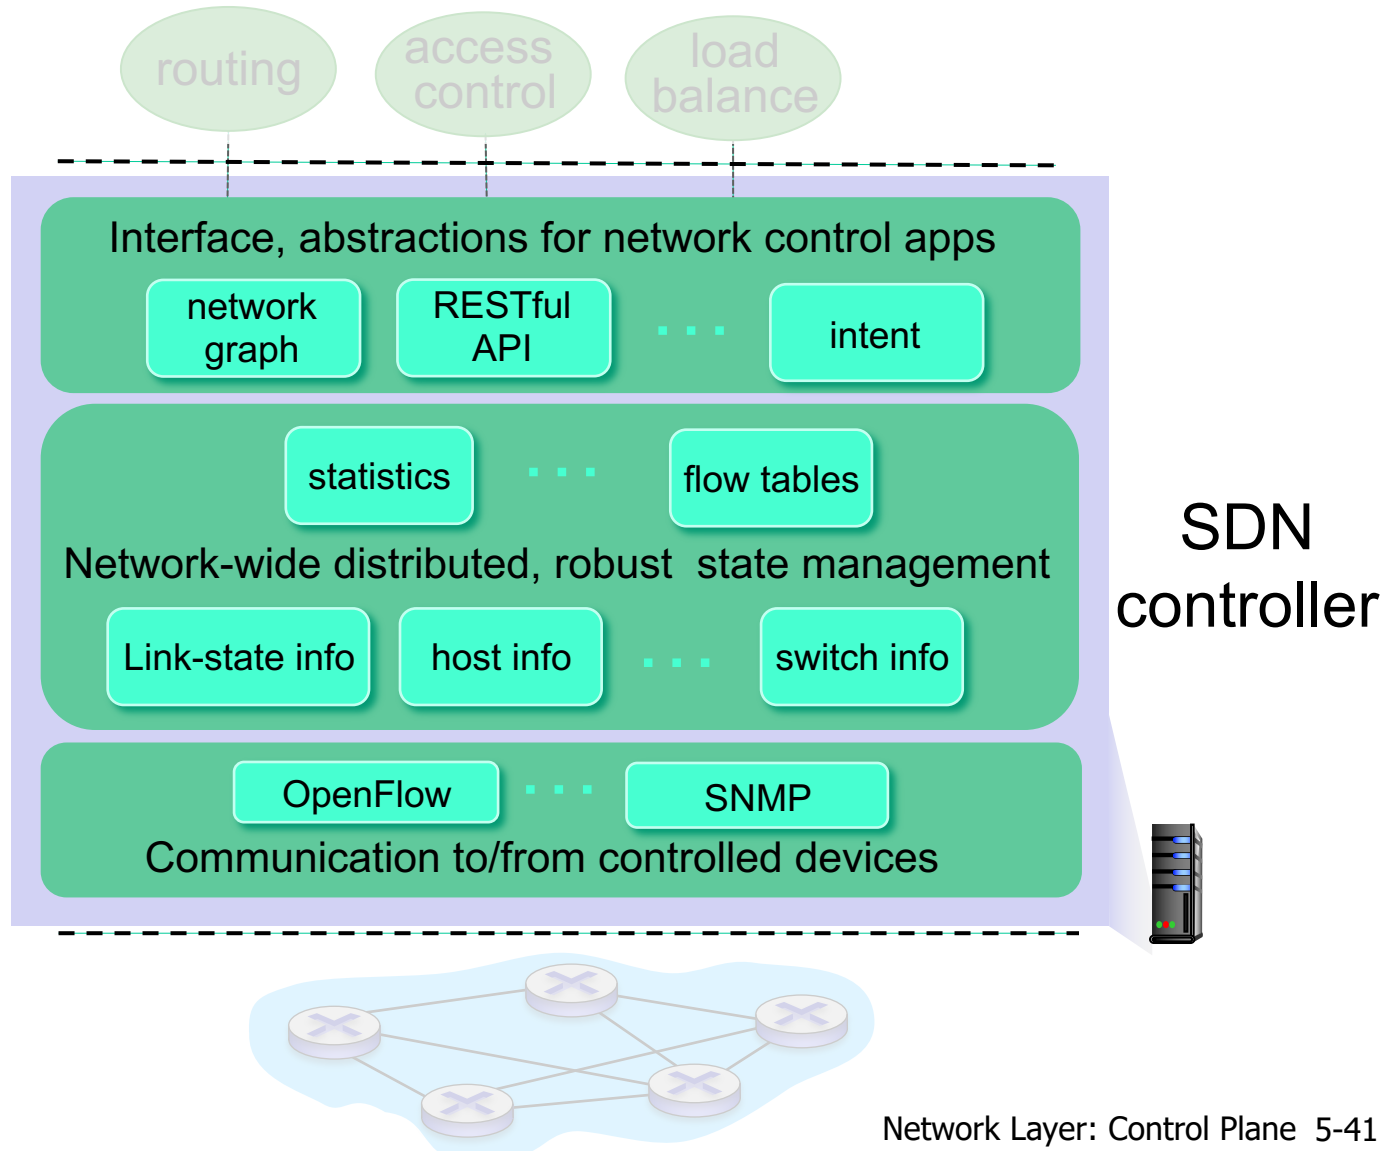 routing
access
control
load
balance
Interface, abstractions for network control apps
network
graph
RESTful
API
. . .
intent
statistics
. . .
flow tables
Network-wide distributed, robust  state management
Link-state info
host info
. . .
switch info
OpenFlow
. . .
SNMP
Communication to/from controlled devices
SDN
controller
Network Layer: Control Plane 5-41